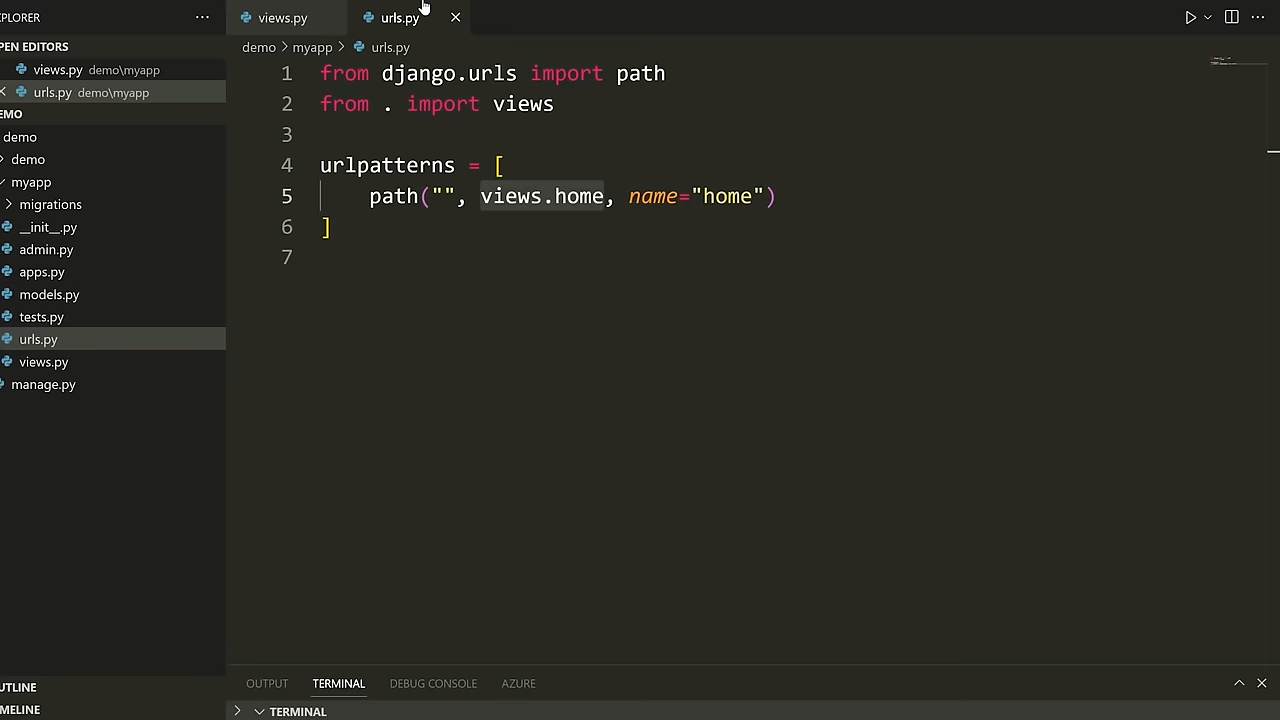 XPLORER
views.py
urls.py
PEN EDITORS
views.py demo\myapp
urls.py demo\myapp
EMO
demo
demo
myapp
migrations
__init__.py
admin.py
apps.py
models.py
tests.py
urls.py
views.py
manage.py
UTLINE
MELINE
demo > myapp > urls.py
1 from django.urls import path
2 from . import views
3
4 urlpatterns = [
5 path("", views.home, name="home")
6 ]
7
OUTPUT TERMINAL DEBUG CONSOLE AZURE
TERMINAL